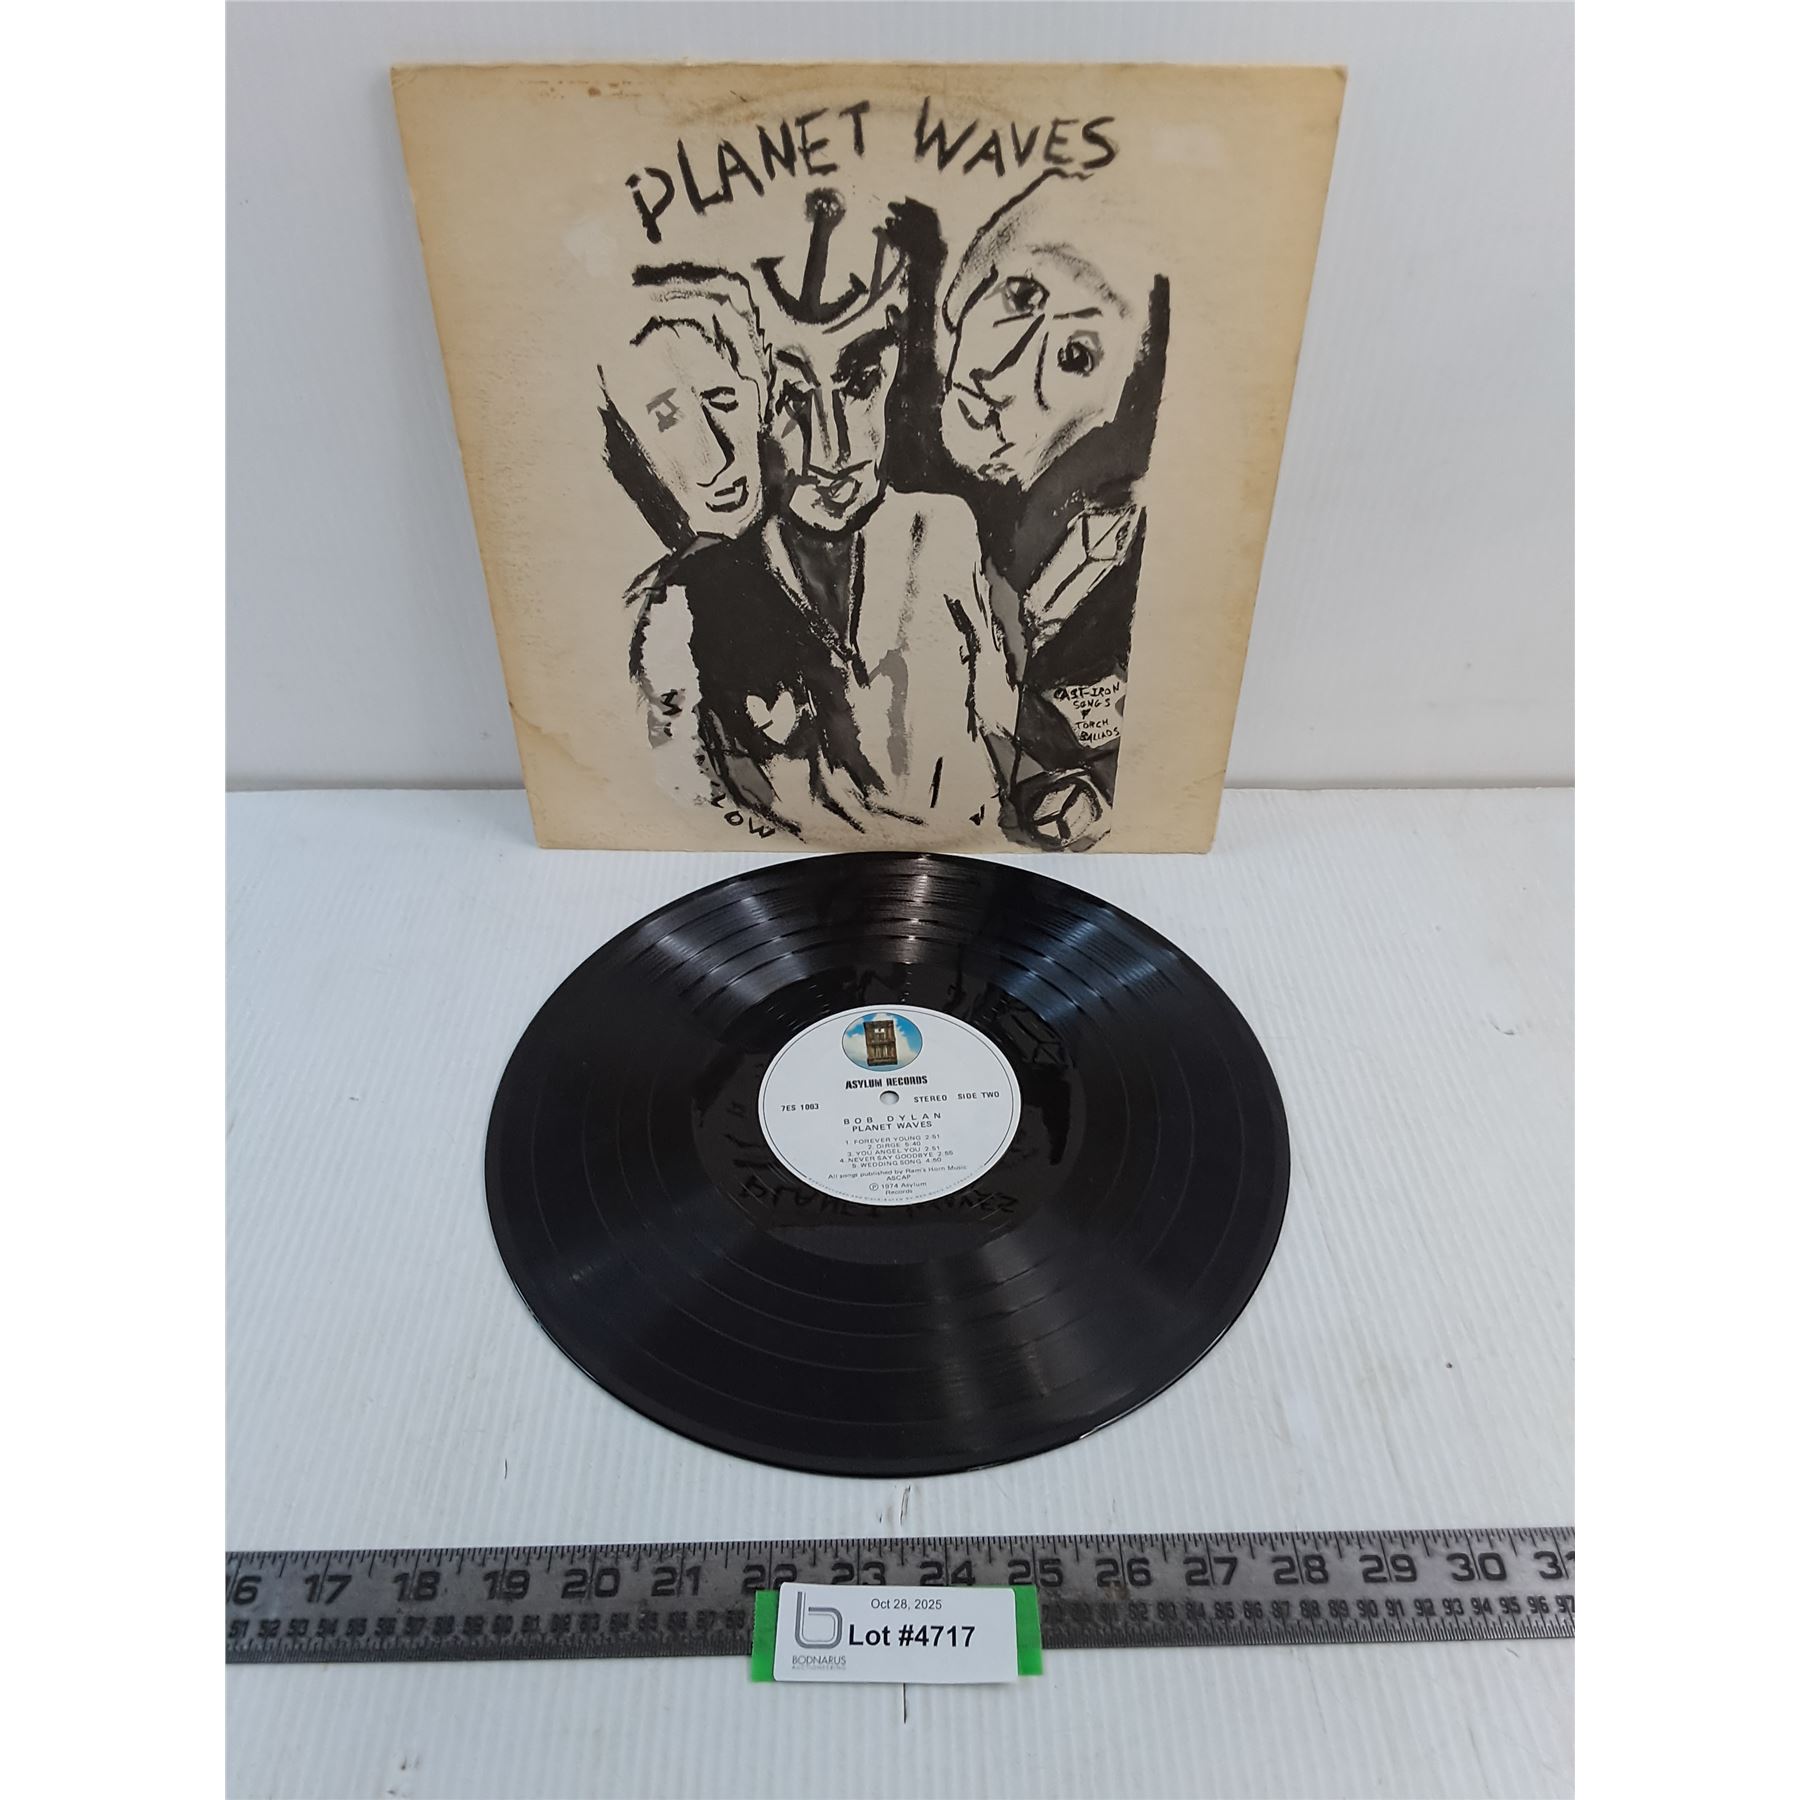 PLANET WAVES
CAST-IRON
SONGS
&
TORCH
BALLADS
ASYLUM RECORDS
7ES 1003
STEREO SIDE TWO
BOB DYLAN
PLANET WAVES
1. FOREVER YOUNG 2:51
2. DIRGE 5:40
3. YOU ANGEL YOU 2:51
4. NEVER SAY GOODBYE 2:55
5. WEDDING SONG 4:50
All songs published by Ram's Horn Music
ASCAP
℗ 1974 Asylum
Records
17 18 19 20 21 22 23 24 25 26 27 28 29 30 31
Oct 28, 2025
Lot #4717
BODNARUS
AUCTIONEERING